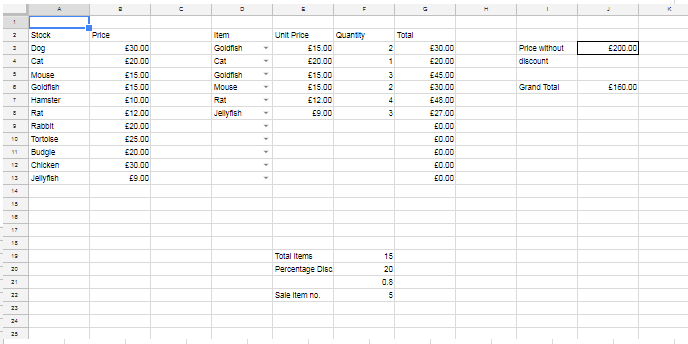 A B C D E F G H I J K
1
2 Stock Price Item Unit Price Quantity Total
3 Dog £30.00 Goldfish £15.00 2 £30.00 Price without £200.00
4 Cat £20.00 Cat £20.00 1 £20.00 discount
5 Mouse £15.00 Goldfish £15.00 3 £45.00
6 Goldfish £15.00 Mouse £15.00 2 £30.00 Grand Total £160.00
7 Hamster £10.00 Rat £12.00 4 £48.00
8 Rat £12.00 Jellyfish £9.00 3 £27.00
9 Rabbit £20.00 £0.00
10 Tortoise £25.00 £0.00
11 Budgie £20.00 £0.00
12 Chicken £30.00 £0.00
13 Jellyfish £9.00 £0.00
14
15
16
17
18
19 Total Items 15
20 Percentage Disc 20
21 0.8
22 Sale Item no. 5
23
24
25